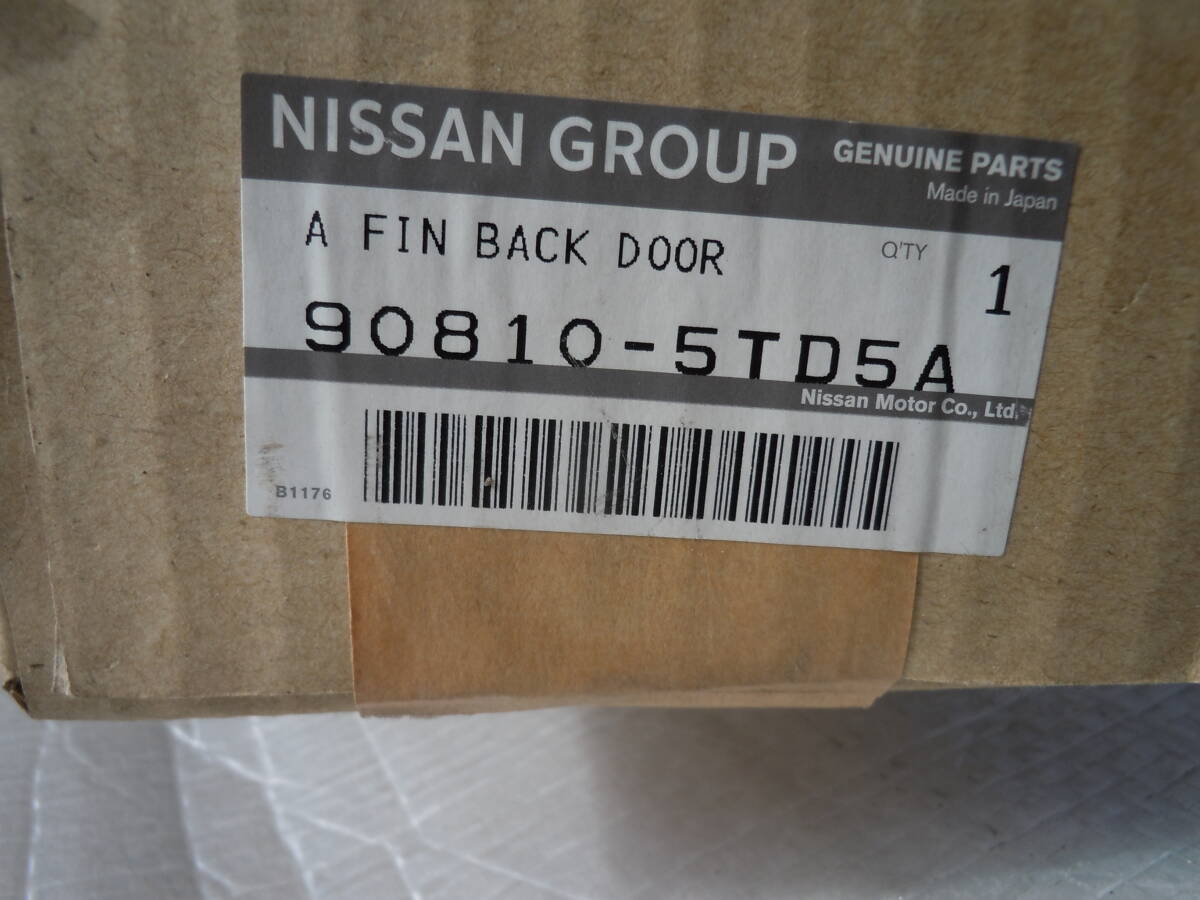 NISSAN GROUP GENUINE PARTS
Made in Japan
A FIN BACK DOOR Q'TY 1
90810-5TD5A
Nissan Motor Co., Ltd.
B1176